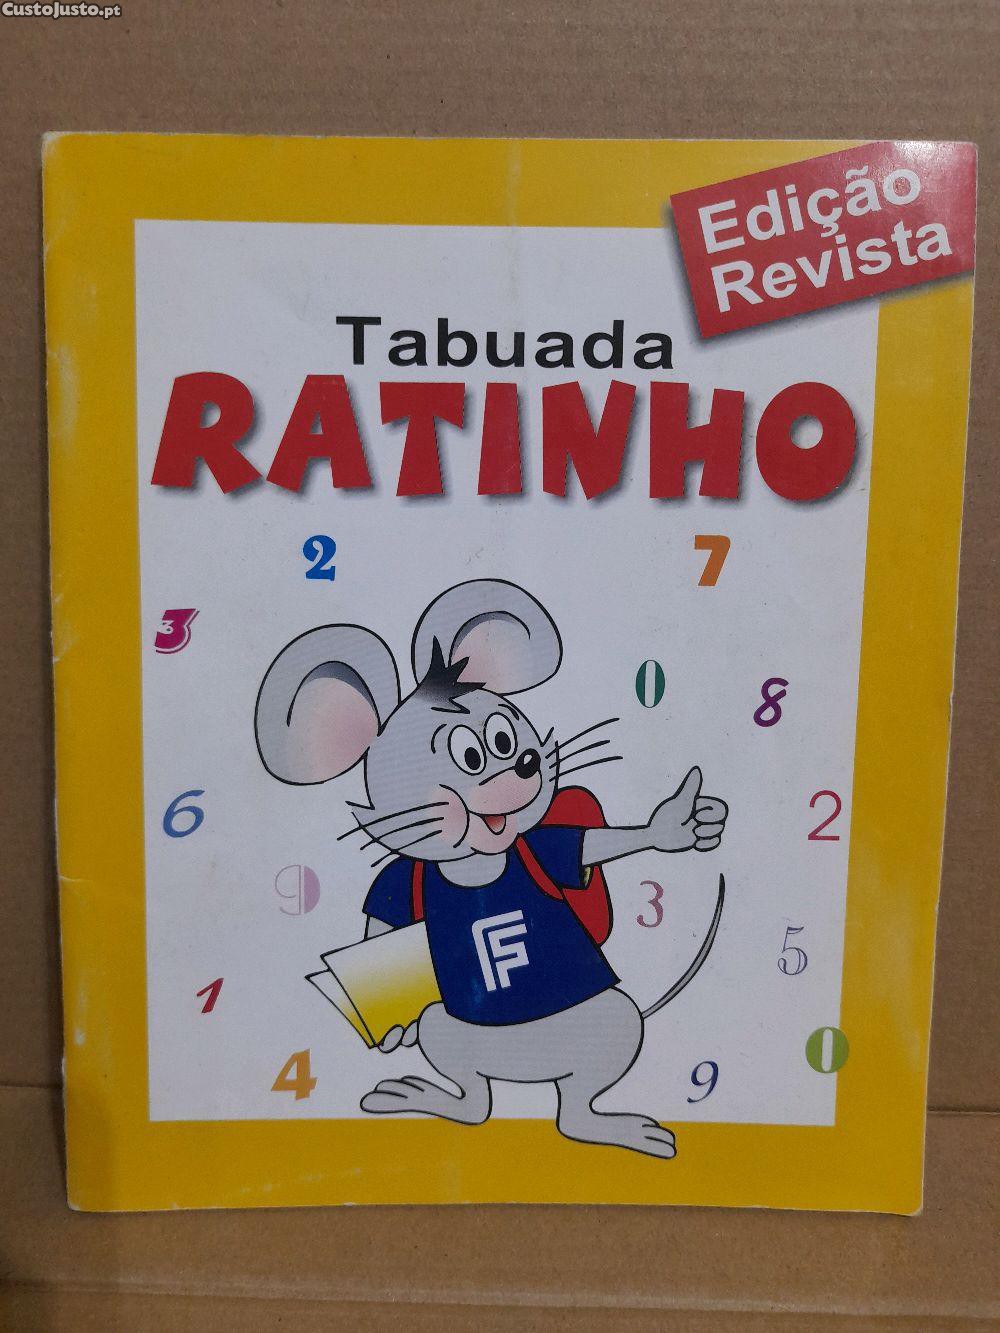 CustoJusto.pt
Edição
Revista
Tabuada
RATINHO
2 7
3
0 8
6 2
9 3
5
1
4 9 0